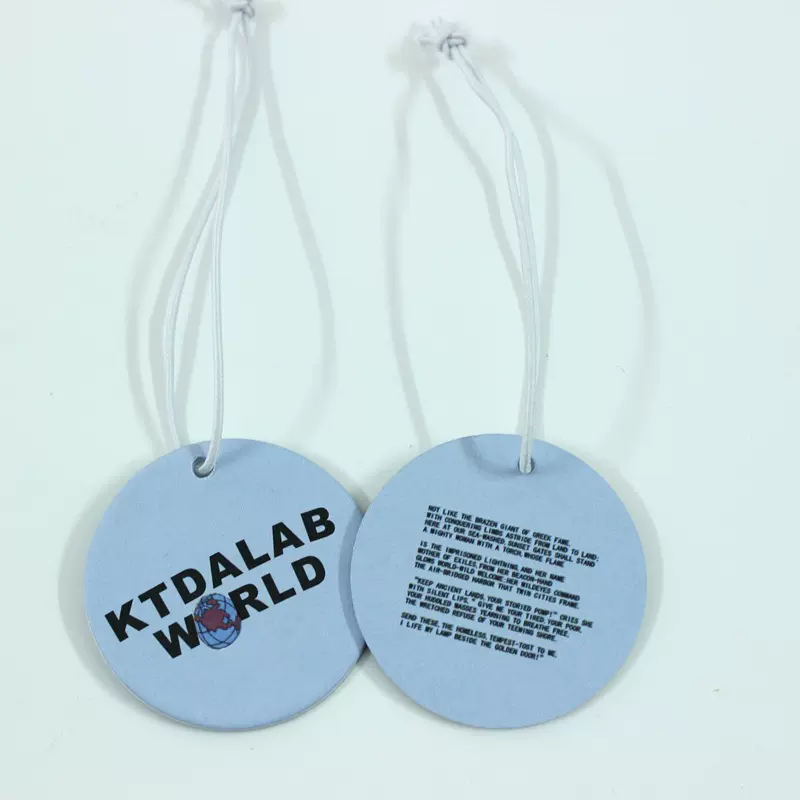 KTDALAB
WORLD
NOT LIKE THE BRAZEN GIANT OF GREEK FAME,
WITH CONQUERING LIMBS ASTRIDE FROM LAND TO LAND;
HERE AT OUR SEA-WASHED, SUNSET GATES SHALL STAND
A MIGHTY WOMAN WITH A TORCH, WHOSE FLAME
IS THE IMPRISONED LIGHTNING, AND HER NAME
MOTHER OF EXILES. FROM HER BEACON-HAND
GLOWS WORLD-WILD WELCOME; HER WILDEYES COMMAND
THE AIR-BRIDGED HARBOR THAT TWIN CITIES FRAME.
"KEEP ANCIENT LANDS, YOUR STORIED POMP!" CRIES SHE
WITH SILENT LIPS. " GIVE ME YOUR TIRED, YOUR POOR,
YOUR HUDDLED MASSES YEARNING TO BREATHE FREE,
THE WRETCHED REFUSE OF YOUR TEEMING SHORE.
SEND THESE, THE HOMELESS, TEMPEST-TOST TO ME,
I LIFE MY LAMP BESIDE THE GOLDEN DOOR!"